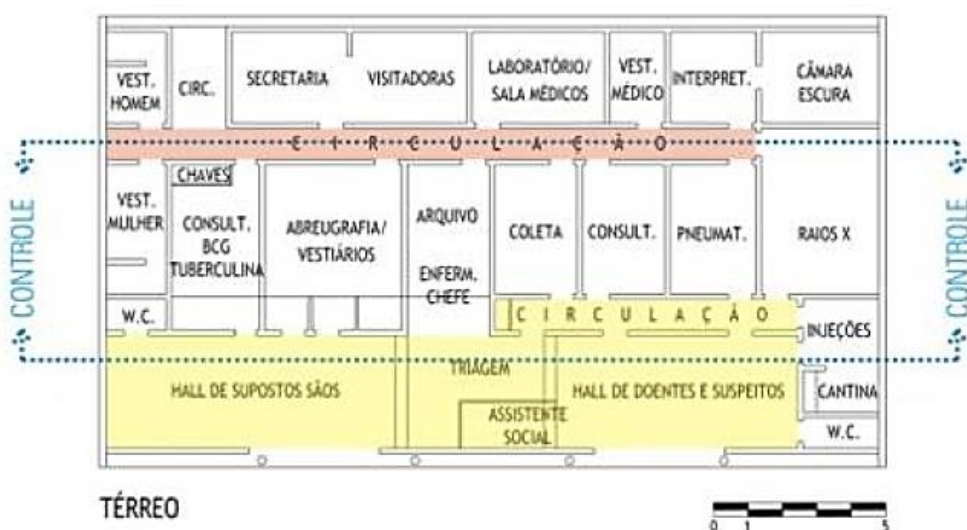 VEST.
HOMEM
CIRC.
SECRETARIA
VISITADORAS
LABORATÓRIO/
SALA MÉDICOS
VEST.
MÉDICO
INTERPRET.
CÂMARA
ESCURA
CIRCULAÇÃO
CONTROLE
VEST.
MULHER
CHAVES
CONSULT.
BCG
TUBERCULINA
ABREUGRAFIA/
VESTIÁRIOS
ARQUIVO
ENFERM.
CHEFE
COLETA
CONSULT.
PNEUMAT.
RAIOS X
CONTROLE
W.C.
CIRCULAÇÃO
INJEÇÕES
HALL DE SUPOSTOS SÃOS
TRIAGEM
ASSISTENTE
SOCIAL
HALL DE DOENTES E SUSPEITOS
CANTINA
W.C.
TÉRREO
0 1 5